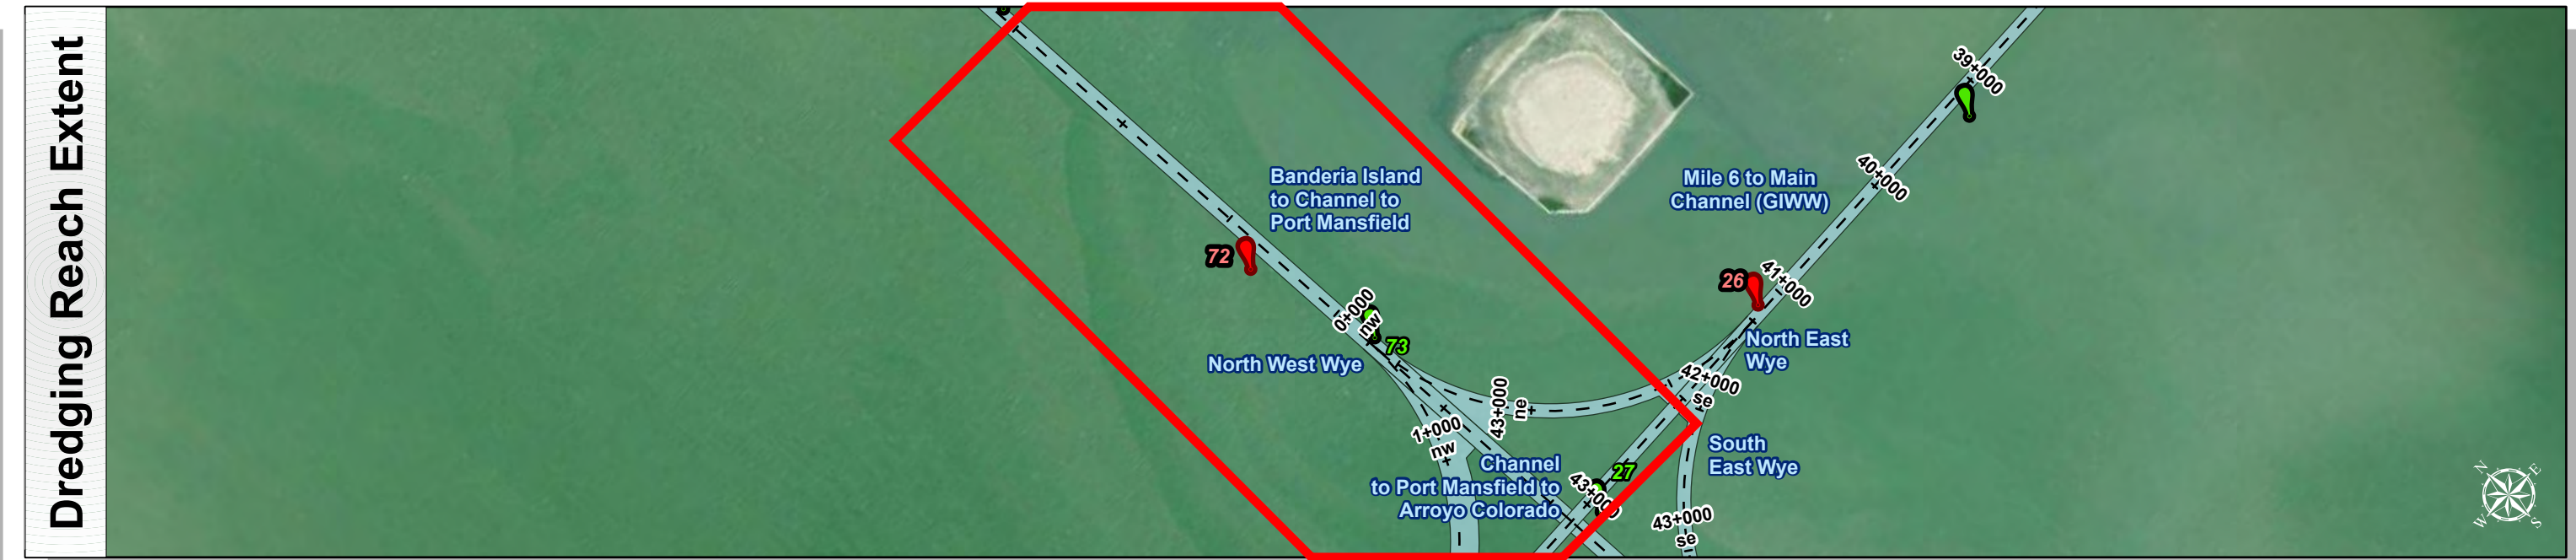 Dredging Reach Extent
39+000
40+000
Banderia Island
to Channel to
Port Mansfield
Mile 6 to Main
Channel (GIWW)
72
26
41+000
0+000
nw
73
North West Wye
North East
Wye
42+000
se
43+000
ne
1+000
nw
Channel
to Port Mansfield to
Arroyo Colorado
27
43+000
South
East Wye
43+000
se
N
E
W
S